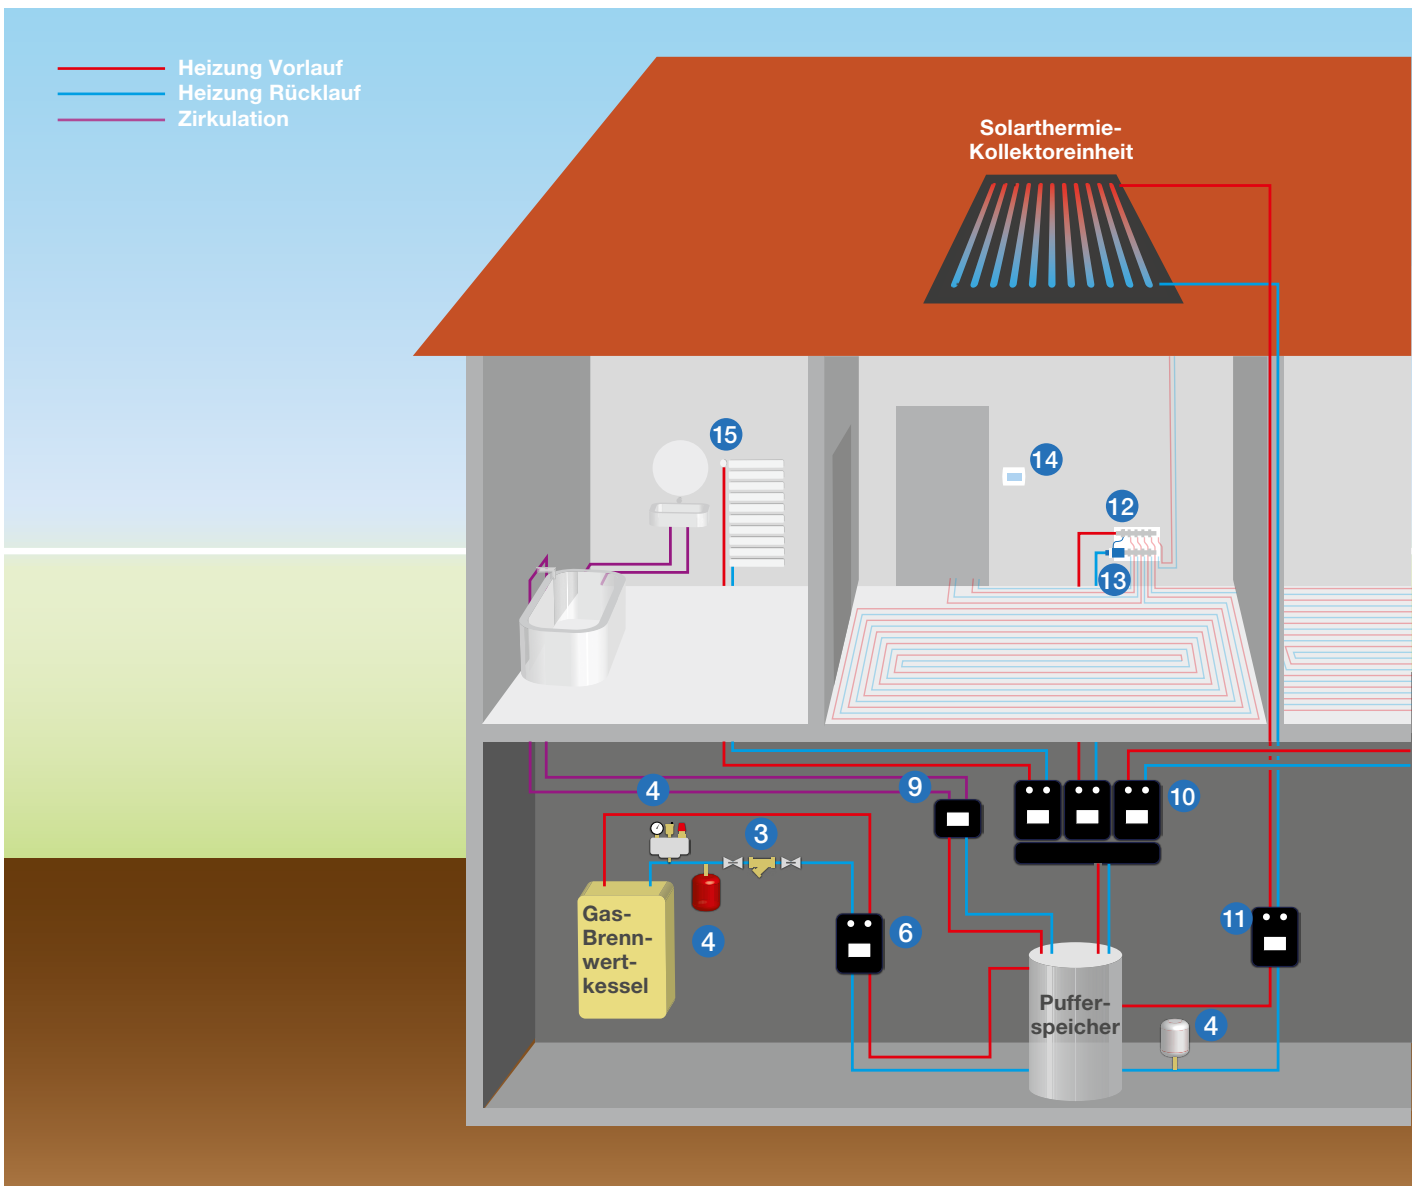 Heizung Vorlauf
Heizung Rücklauf
Zirkulation
Solarthermie-
Kollektoreinheit
15
14
12
13
4
9
10
3
Gas-
Brenn-
wert-
kessel
4
6
11
Puffer-
speicher
4